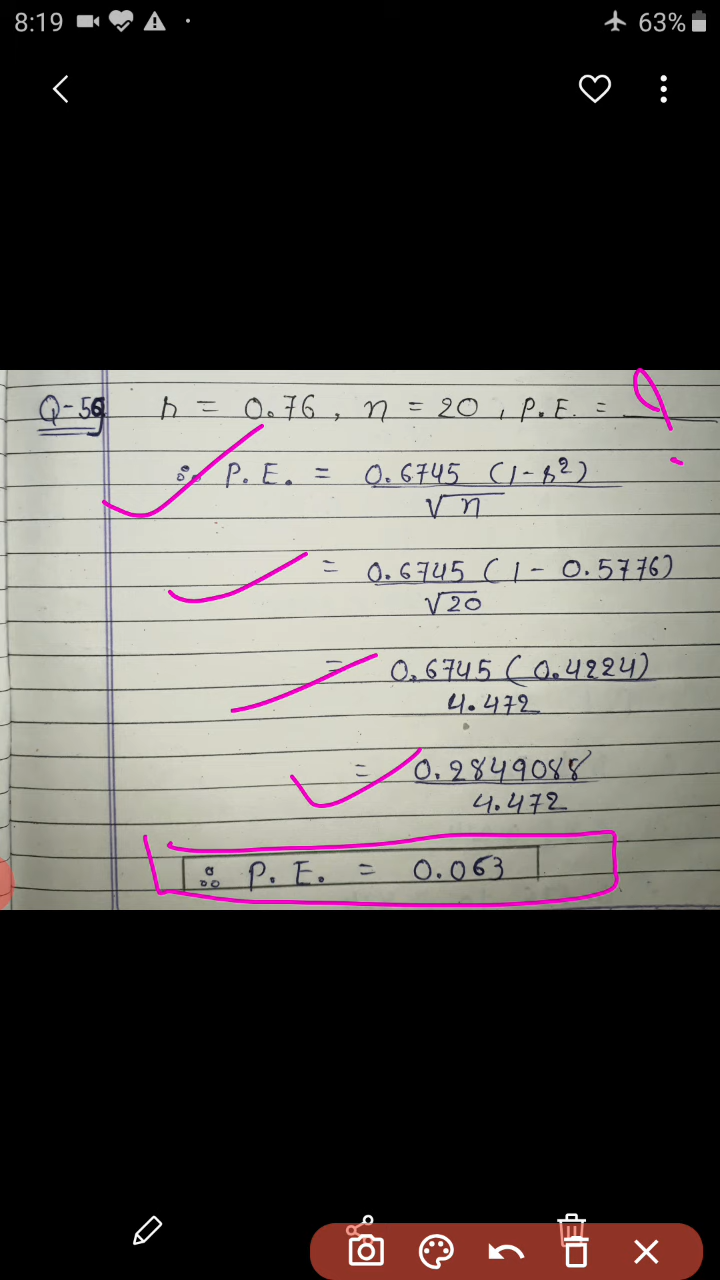 8:19
63%
Q-56 r = 0.76, n = 20, P.E. =
∴ P.E. = 0.6745 (1-r²)
√n
= 0.6745 (1 - 0.5776)
√20
= 0.6745 (0.4224)
4.472
= 0.2849088
4.472
∴ P.E. = 0.063